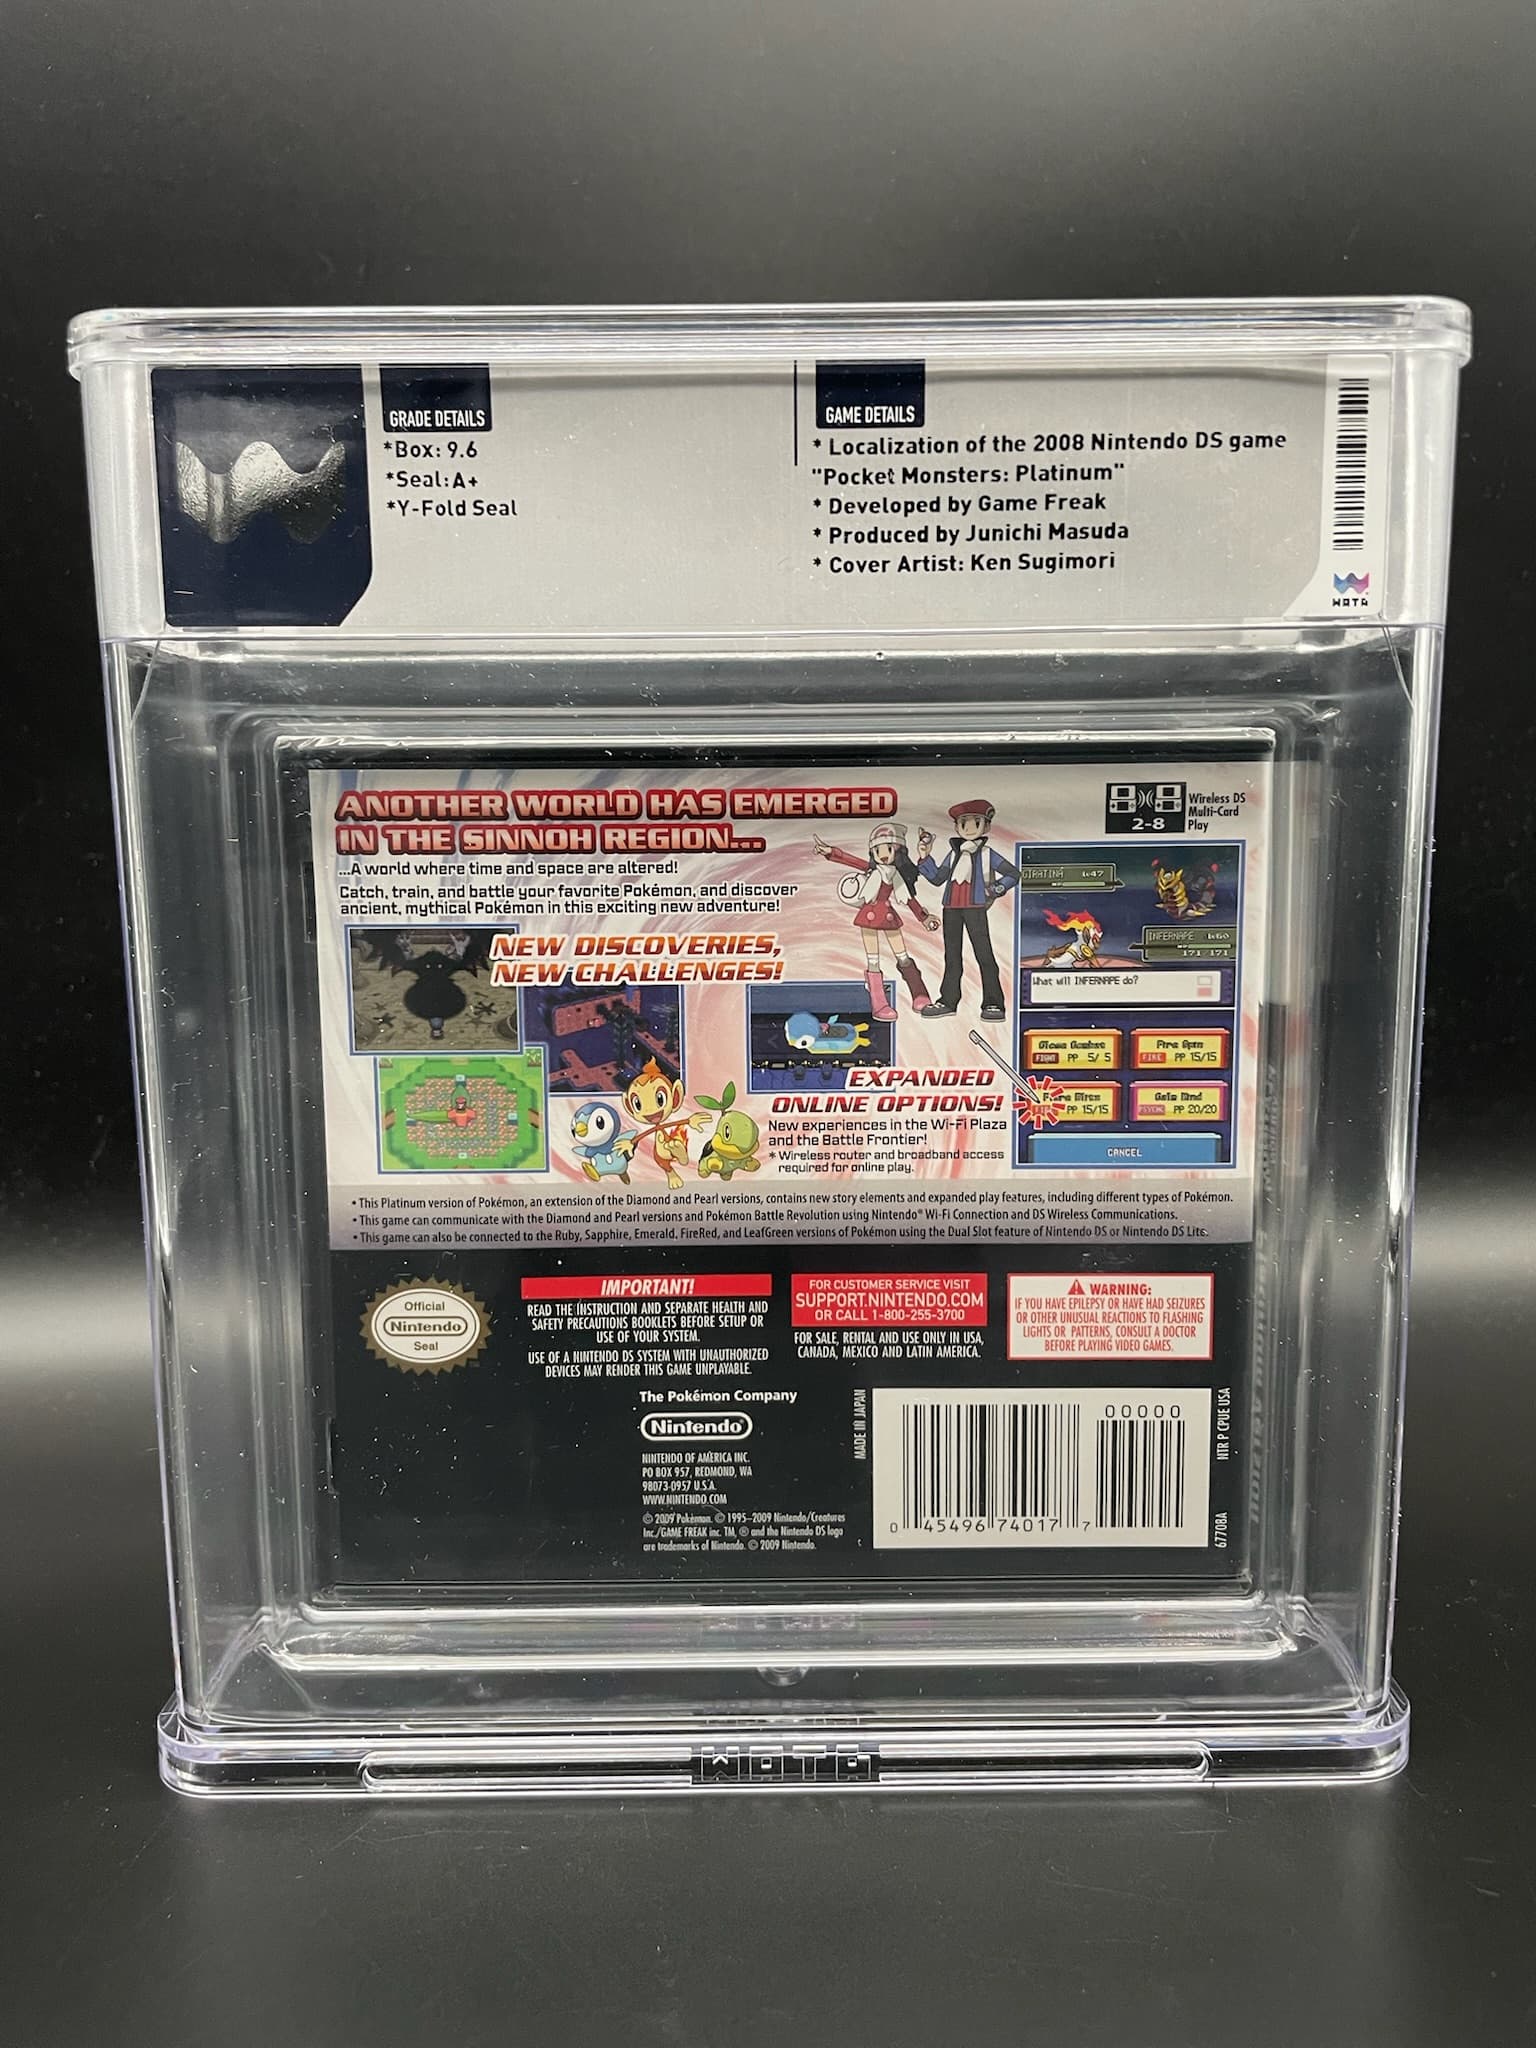 GRADE DETAILS
*Box: 9.6
*Seal: A+
*Y-Fold Seal
GAME DETAILS
* Localization of the 2008 Nintendo DS game
"Pocket Monsters: Platinum"
* Developed by Game Freak
* Produced by Junichi Masuda
* Cover Artist: Ken Sugimori
WATA
ANOTHER WORLD HAS EMERGED
IN THE SINNOH REGION...
...A world where time and space are altered!
Catch, train, and battle your favorite Pokémon, and discover
ancient, mythical Pokémon in this exciting new adventure!
NEW DISCOVERIES,
NEW CHALLENGES!
2-8
Wireless DS
Multi-Card
Play
GIRATINA Lv47
INFERNAPE Lv60
171 171
What will INFERNAPE do?
Close Combat
FIGHT PP 5/ 5
Fire Spin
FIRE PP 15/15
Flare Blitz
PP 15/15
Calm Mind
PSYCHC PP 20/20
CANCEL
EXPANDED
ONLINE OPTIONS!
New experiences in the Wi-Fi Plaza
and the Battle Frontier!
* Wireless router and broadband access
required for online play.
• This Platinum version of Pokémon, an extension of the Diamond and Pearl versions, contains new story elements and expanded play features, including different types of Pokémon.
• This game can communicate with the Diamond and Pearl versions and Pokémon Battle Revolution using Nintendo® Wi-Fi Connection and DS Wireless Communications.
• This game can also be connected to the Ruby, Sapphire, Emerald, FireRed, and LeafGreen versions of Pokémon using the Dual Slot feature of Nintendo DS or Nintendo DS Lite.
Official
Nintendo
Seal
IMPORTANT!
READ THE INSTRUCTION AND SEPARATE HEALTH AND
SAFETY PRECAUTIONS BOOKLETS BEFORE SETUP OR
USE OF YOUR SYSTEM.
USE OF A NINTENDO DS SYSTEM WITH UNAUTHORIZED
DEVICES MAY RENDER THIS GAME UNPLAYABLE.
FOR CUSTOMER SERVICE VISIT
SUPPORT.NINTENDO.COM
OR CALL 1-800-255-3700
FOR SALE, RENTAL AND USE ONLY IN USA,
CANADA, MEXICO AND LATIN AMERICA.
WARNING:
IF YOU HAVE EPILEPSY OR HAVE HAD SEIZURES
OR OTHER UNUSUAL REACTIONS TO FLASHING
LIGHTS OR PATTERNS, CONSULT A DOCTOR
BEFORE PLAYING VIDEO GAMES.
The Pokémon Company
Nintendo®
NINTENDO OF AMERICA INC.
PO BOX 957, REDMOND, WA
98073-0957 U.S.A.
WWW.NINTENDO.COM
© 2009 Pokémon. © 1995–2009 Nintendo/Creatures
Inc./GAME FREAK inc. TM, ® and the Nintendo DS logo
are trademarks of Nintendo. © 2009 Nintendo.
MADE IN JAPAN
00000
0 45496 74017 7
NTR P CPUE USA
67708A
WATA